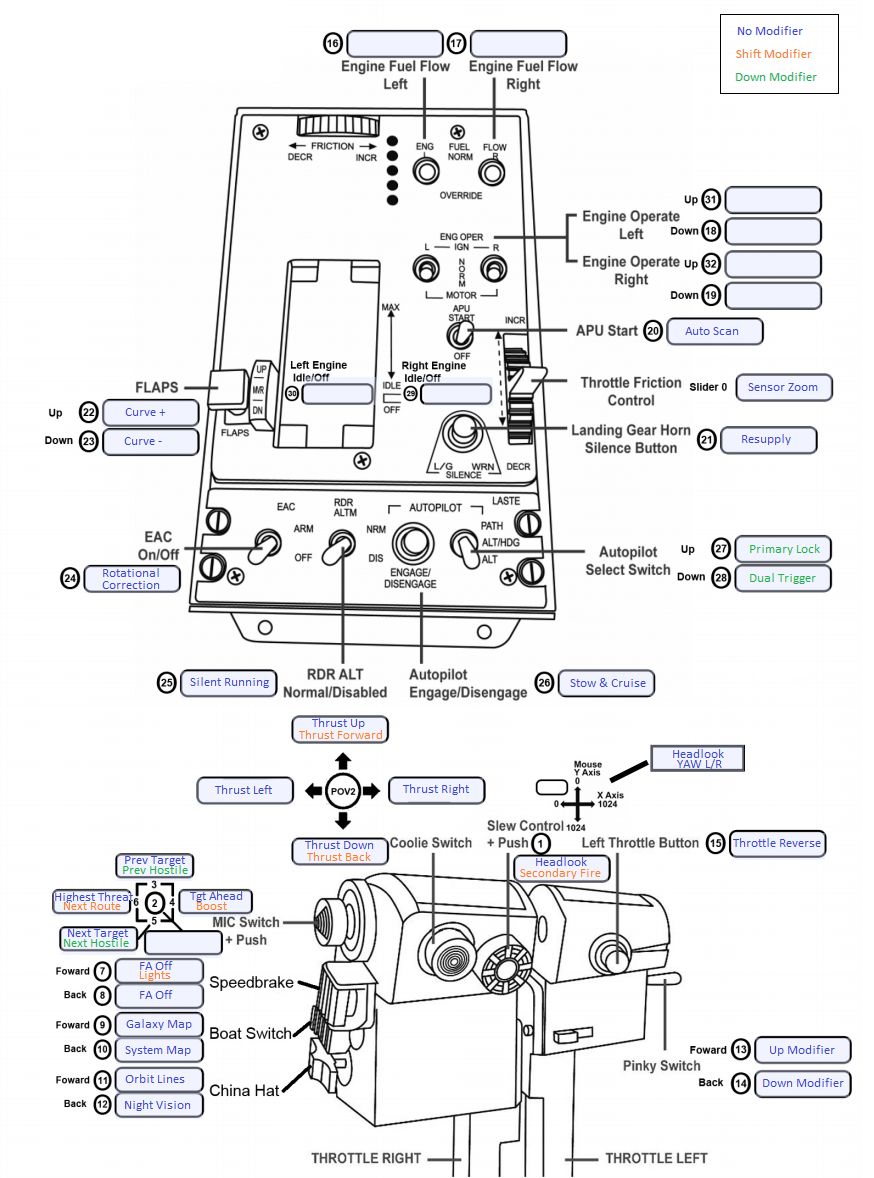 No Modifier
Shift Modifier
Down Modifier
16
17
Engine Fuel Flow
Left
Engine Fuel Flow
Right
FRICTION
DECR
INCR
ENG
L
FUEL
NORM
FLOW
R
OVERRIDE
Up 31
Engine Operate
Left
Down 18
Engine Operate
Right
Up 32
Down 19
ENG OPER
L
IGN
R
NORM
MOTOR
APU
START
OFF
APU Start 20 Auto Scan
INCR
MAX
IDLE
OFF
Left Engine
Idle/Off
30
Right Engine
Idle/Off
29
Throttle Friction
Control
Slider 0 Sensor Zoom
FLAPS
UP
MVR
DN
FLAPS
Up 22 Curve +
Down 23 Curve -
Landing Gear Horn
Silence Button
21 Resupply
L/G WRN
SILENCE
DECR
EAC
RDR
ALTM
AUTOPILOT
LASTE
ARM
OFF
NRM
DIS
PATH
ALT/HDG
ALT
ENGAGE/
DISENGAGE
EAC
On/Off
24 Rotational
Correction
Autopilot
Select Switch
Up 27 Primary Lock
Down 28 Dual Trigger
25 Silent Running
RDR ALT
Normal/Disabled
Autopilot
Engage/Disengage
26 Stow & Cruise
Thrust Up
Thrust Forward
Thrust Left
POV2
Thrust Right
Thrust Down
Thrust Back
Coolie Switch
Mouse
Y Axis
0
X Axis
0
1024
1024
Headlook
YAW L/R
Slew Control
+ Push 1
Headlook
Secondary Fire
Left Throttle Button 15 Throttle Reverse
Prev Target
Prev Hostile
3
Highest Threat
Next Route
6
2
4
Tgt Ahead
Boost
5
Next Target
Next Hostile
MIC Switch
+ Push
Foward 7 FA Off
Lights
Back 8 FA Off
Speedbrake
Foward 9 Galaxy Map
Back 10 System Map
Boat Switch
Foward 11 Orbit Lines
Back 12 Night Vision
China Hat
Pinky Switch
Foward 13 Up Modifier
Back 14 Down Modifier
THROTTLE RIGHT
THROTTLE LEFT